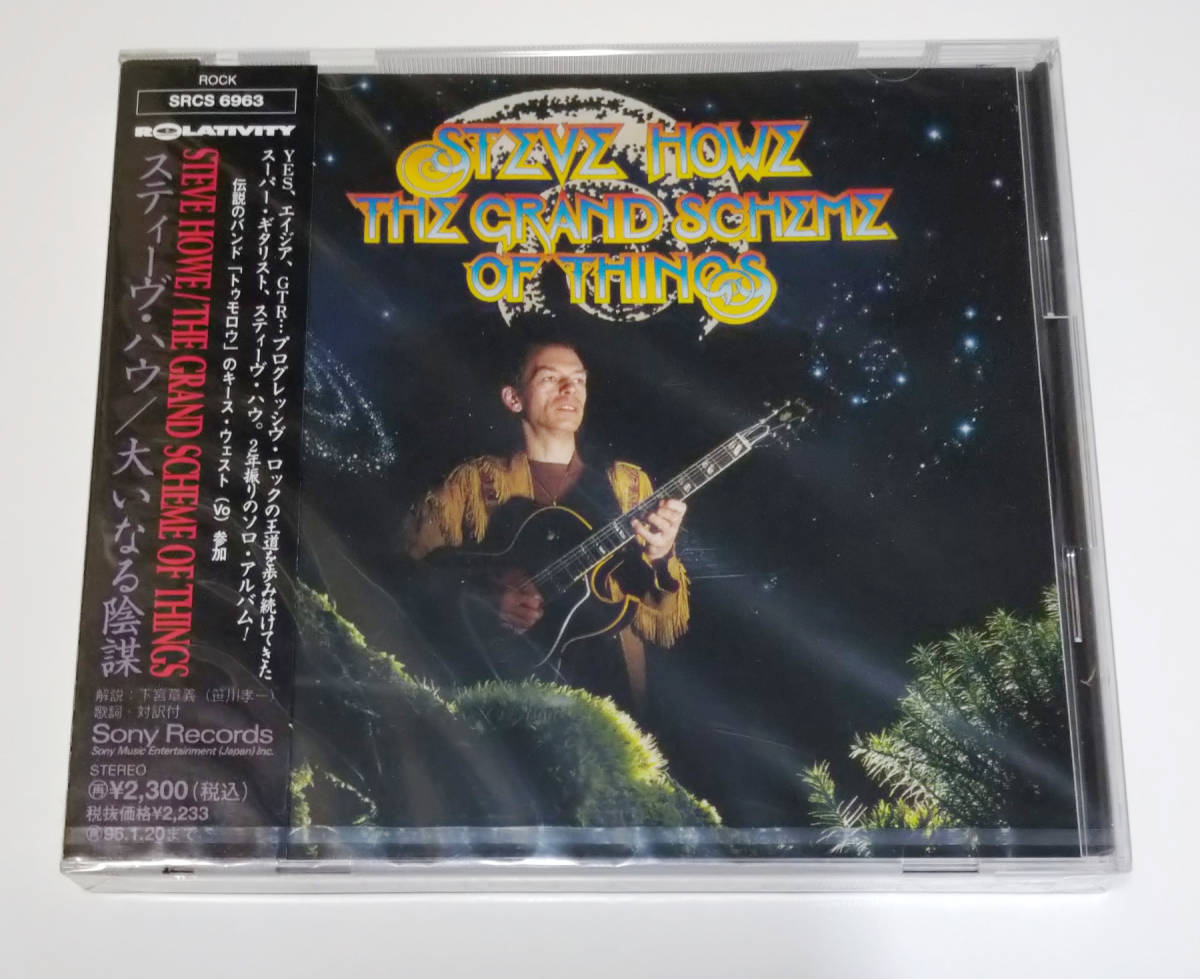 ROCK
SRCS 6963
RELATIVITY
YES、エイジア、GTR…プログレッシヴ・ロックの王道を歩み続けてきた
スーパー・ギタリスト、スティーヴ・ハウ。2年振りのソロ・アルバム!
伝説のバンド「トゥモロウ」のキース・ウェスト(Vo)参加
STEVE HOWE/THE GRAND SCHEME OF THINGS
スティーヴ・ハウ/大いなる陰謀
解説:下宮章義(笹川孝一)
歌詞・対訳付
Sony Records
Sony Music Entertainment (Japan) Inc.
STEREO
再¥2,300(税込)
税抜価格¥2,233
再96.1.20まで
STEVE HOWE
THE GRAND SCHEME
OF THINGS